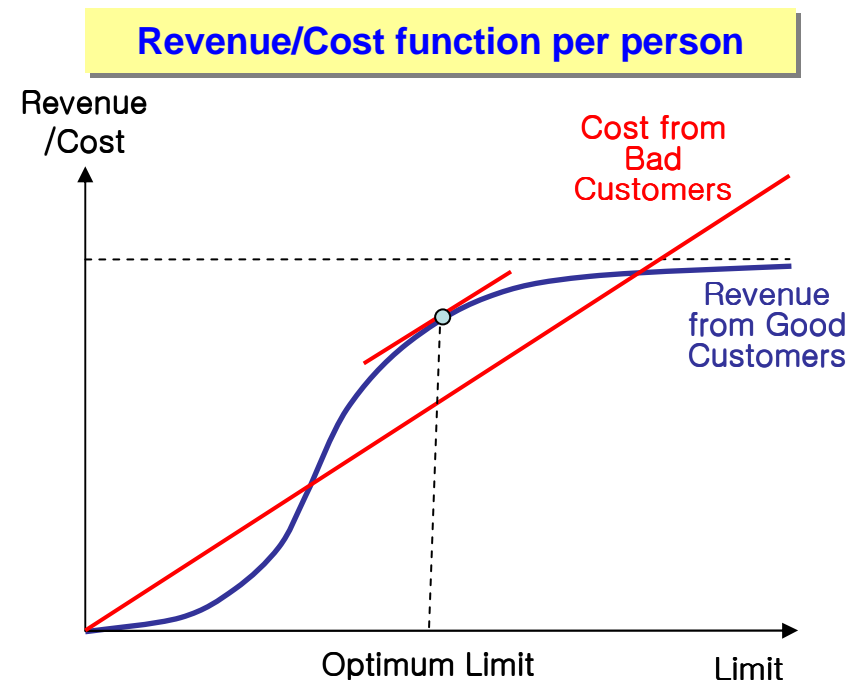 Revenue/Cost function per person
Revenue
/Cost
Cost from
Bad
Customers
Revenue
from Good
Customers
Optimum Limit
Limit